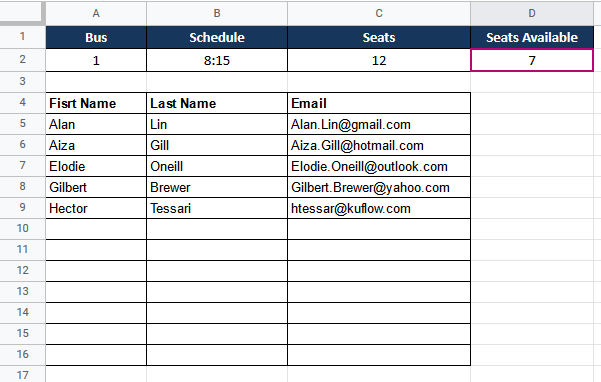 A B C D
1 Bus Schedule Seats Seats Available
2 1 8:15 12 7
3
4 Fisrt Name Last Name Email
5 Alan Lin Alan.Lin@gmail.com
6 Aiza Gill Aiza.Gill@hotmail.com
7 Elodie Oneill Elodie.Oneill@outlook.com
8 Gilbert Brewer Gilbert.Brewer@yahoo.com
9 Hector Tessari htessar@kuflow.com
10
11
12
13
14
15
16
17